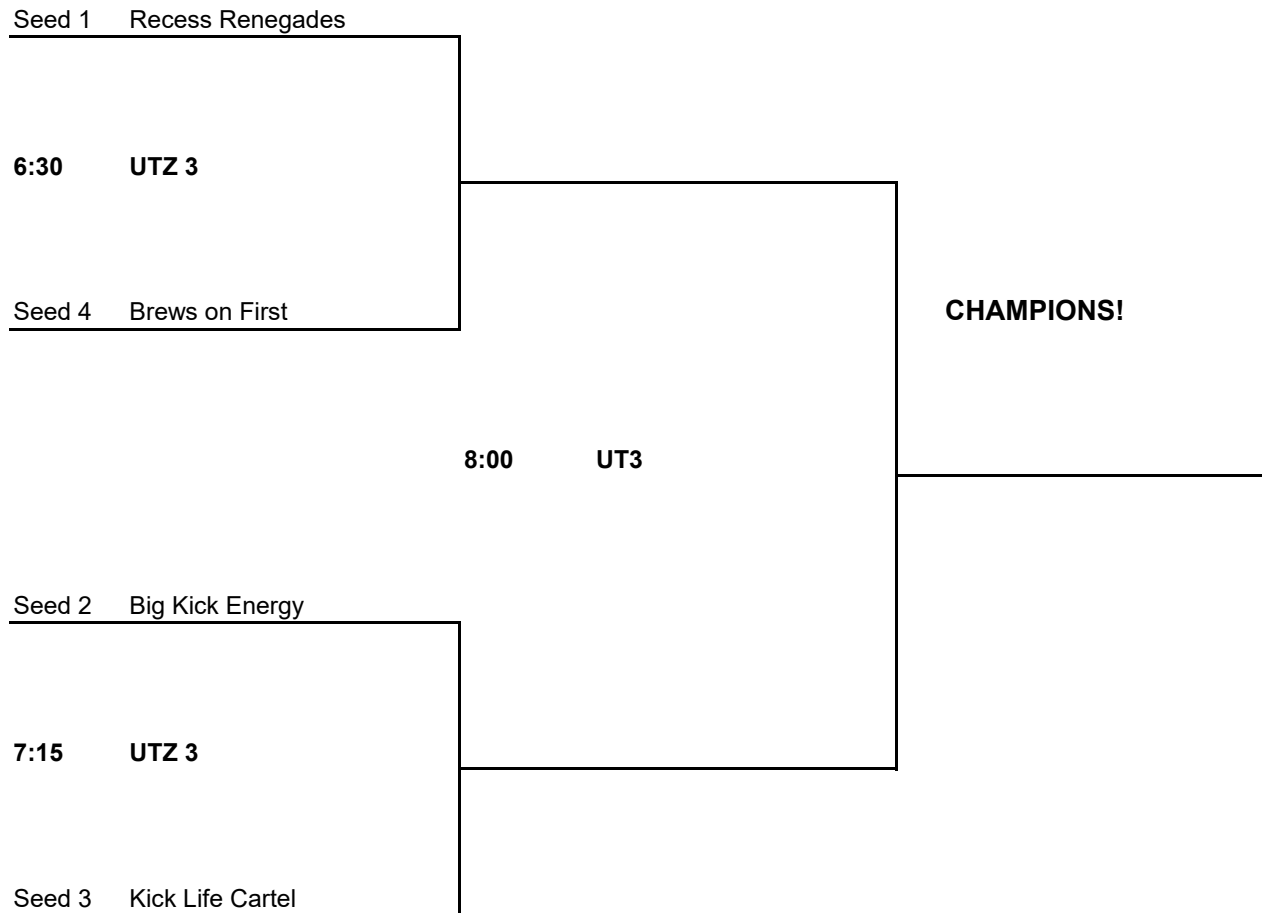 Seed 1 Recess Renegades
6:30 UTZ 3
Seed 4 Brews on First
CHAMPIONS!
8:00 UT3
Seed 2 Big Kick Energy
7:15 UTZ 3
Seed 3 Kick Life Cartel